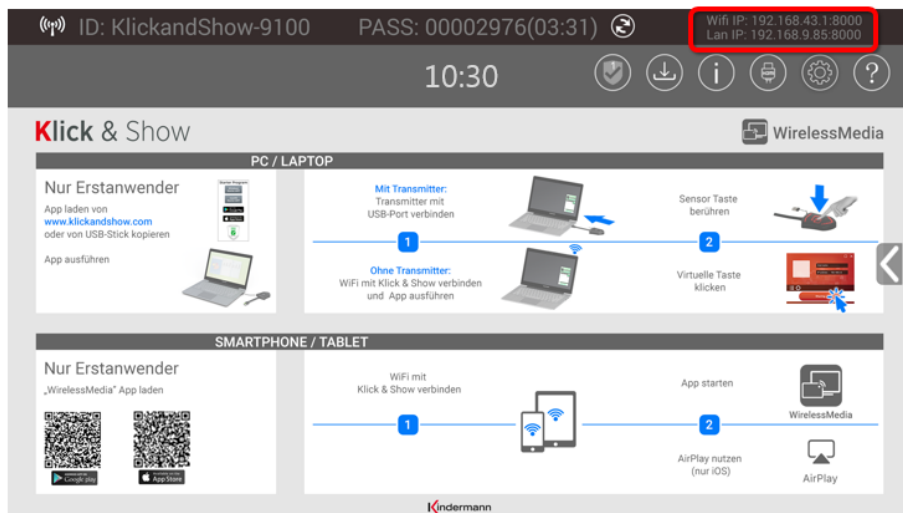 ID: KlickandShow-9100
PASS: 00002976(03:31)
Wifi IP: 192.168.43.1:8000
Lan IP: 192.168.9.85:8000
10:30
Klick & Show
WirelessMedia
PC / LAPTOP
Nur Erstanwender
App laden von
www.klickandshow.com
oder von USB-Stick kopieren
App ausführen
Mit Transmitter:
Transmitter mit
USB-Port verbinden
1
Ohne Transmitter:
WiFi mit Klick & Show verbinden
und App ausführen
Sensor Taste
berühren
2
Virtuelle Taste
klicken
SMARTPHONE / TABLET
Nur Erstanwender
„WirelessMedia" App laden
Google play
App Store
WiFi mit
Klick & Show verbinden
1
App starten
2
AirPlay nutzen
(nur iOS)
WirelessMedia
AirPlay
Kindermann